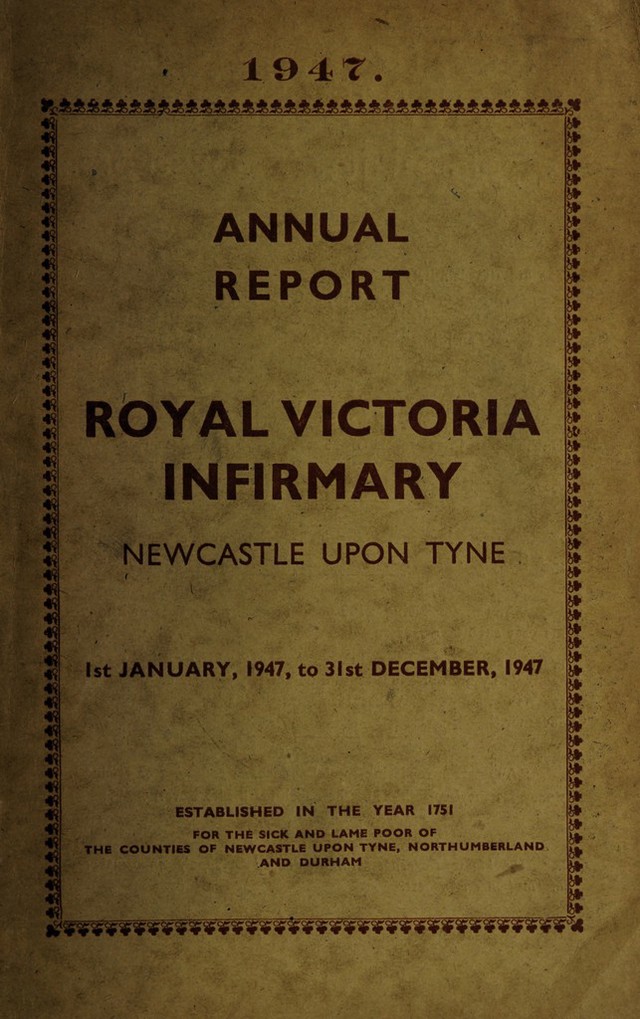 1947.
ANNUAL
REPORT
ROYAL VICTORIA
INFIRMARY
NEWCASTLE UPON TYNE
1st JANUARY, 1947, to 31st DECEMBER, 1947
ESTABLISHED IN THE YEAR 1751
FOR THE SICK AND LAME POOR OF
THE COUNTIES OF NEWCASTLE UPON TYNE, NORTHUMBERLAND
AND DURHAM